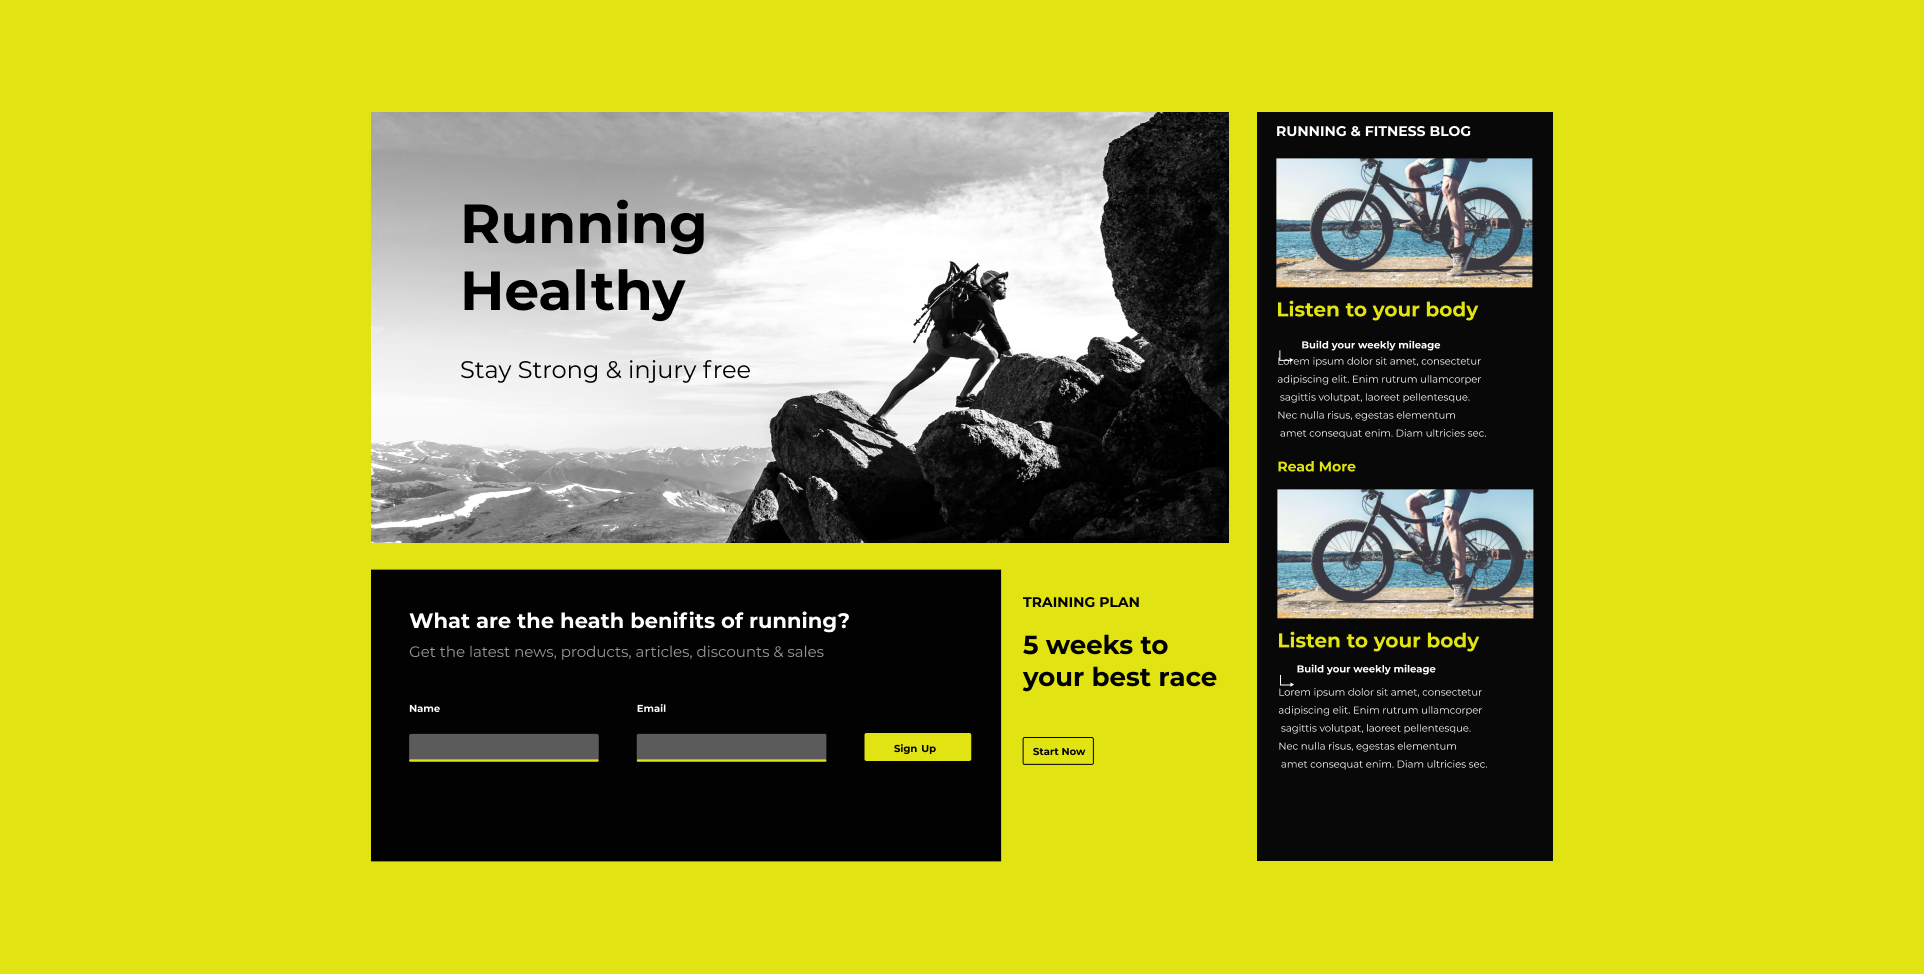 Running
Healthy
Stay Strong & injury free
What are the heath benifits of running?
Get the latest news, products, articles, discounts & sales
Name
Email
Sign Up
TRAINING PLAN
5 weeks to
your best race
Start Now
RUNNING & FITNESS BLOG
Listen to your body
Build your weekly mileage
Lorem ipsum dolor sit amet, consectetur
adipiscing elit. Enim rutrum ullamcorper
sagittis volutpat, laoreet pellentesque.
Nec nulla risus, egestas elementum
amet consequat enim. Diam ultricies sec.
Read More
Listen to your body
Build your weekly mileage
Lorem ipsum dolor sit amet, consectetur
adipiscing elit. Enim rutrum ullamcorper
sagittis volutpat, laoreet pellentesque.
Nec nulla risus, egestas elementum
amet consequat enim. Diam ultricies sec.